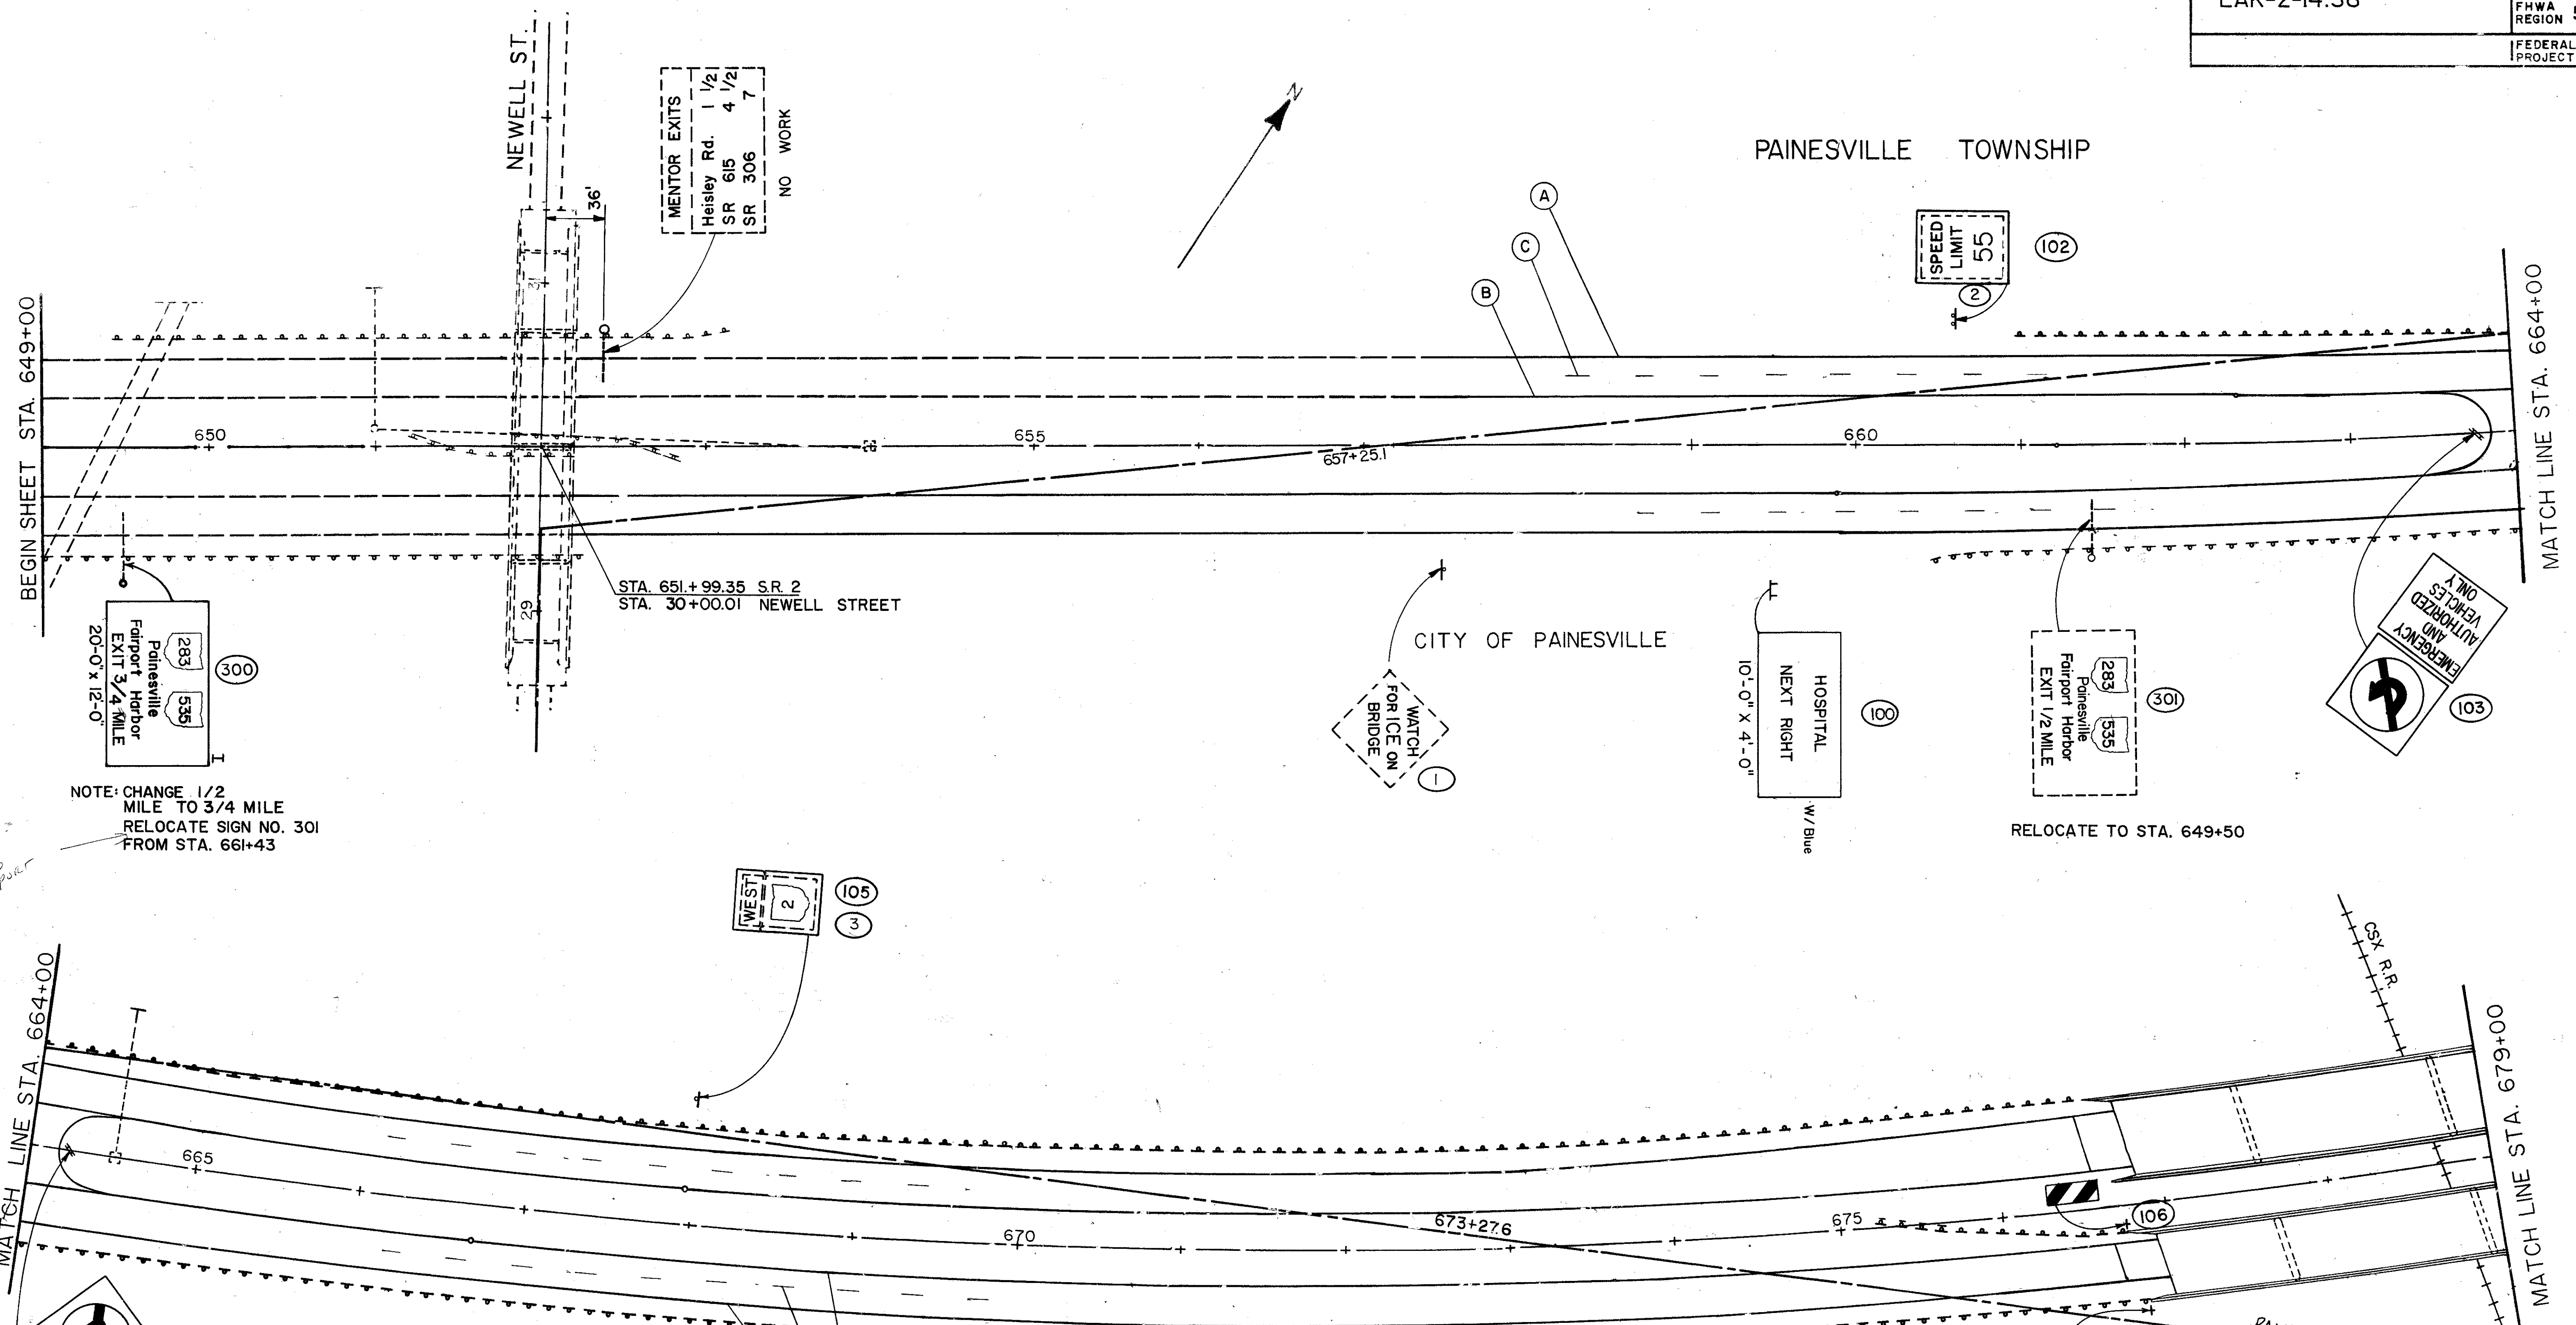 FHWA
REGION
FEDERAL
PROJECT
NEWELL ST.
MENTOR EXITS
Heisley Rd. 1 1/2
SR 615 4 1/2
SR 306 7
NO WORK
36'
N
PAINESVILLE TOWNSHIP
A
C
B
SPEED
LIMIT
55
102
2
BEGIN SHEET STA. 649+00
MATCH LINE STA. 664+00
31
650
655
657+25.1
660
29
STA. 651.+99.35 S.R. 2
STA. 30+00.01 NEWELL STREET
283 535
Painesville
Fairport Harbor
EXIT 3/4 MILE
20'-0" x 12'-0"
300
NOTE: CHANGE 1/2
MILE TO 3/4 MILE
RELOCATE SIGN NO. 301
FROM STA. 661+43
CITY OF PAINESVILLE
WATCH
FOR ICE ON
BRIDGE
1
HOSPITAL
NEXT RIGHT
10'-0" X 4'-0"
W/Blue
100
283 535
Painesville
Fairport Harbor
EXIT 1/2 MILE
301
RELOCATE TO STA. 649+50
EMERGENCY
AND
AUTHORIZED
VEHICLES
ONLY
103
WEST
2
105
3
CSX R.R.
MATCH LINE STA. 664+00
MATCH LINE STA. 679+00
665
670
673+27.6
675
106